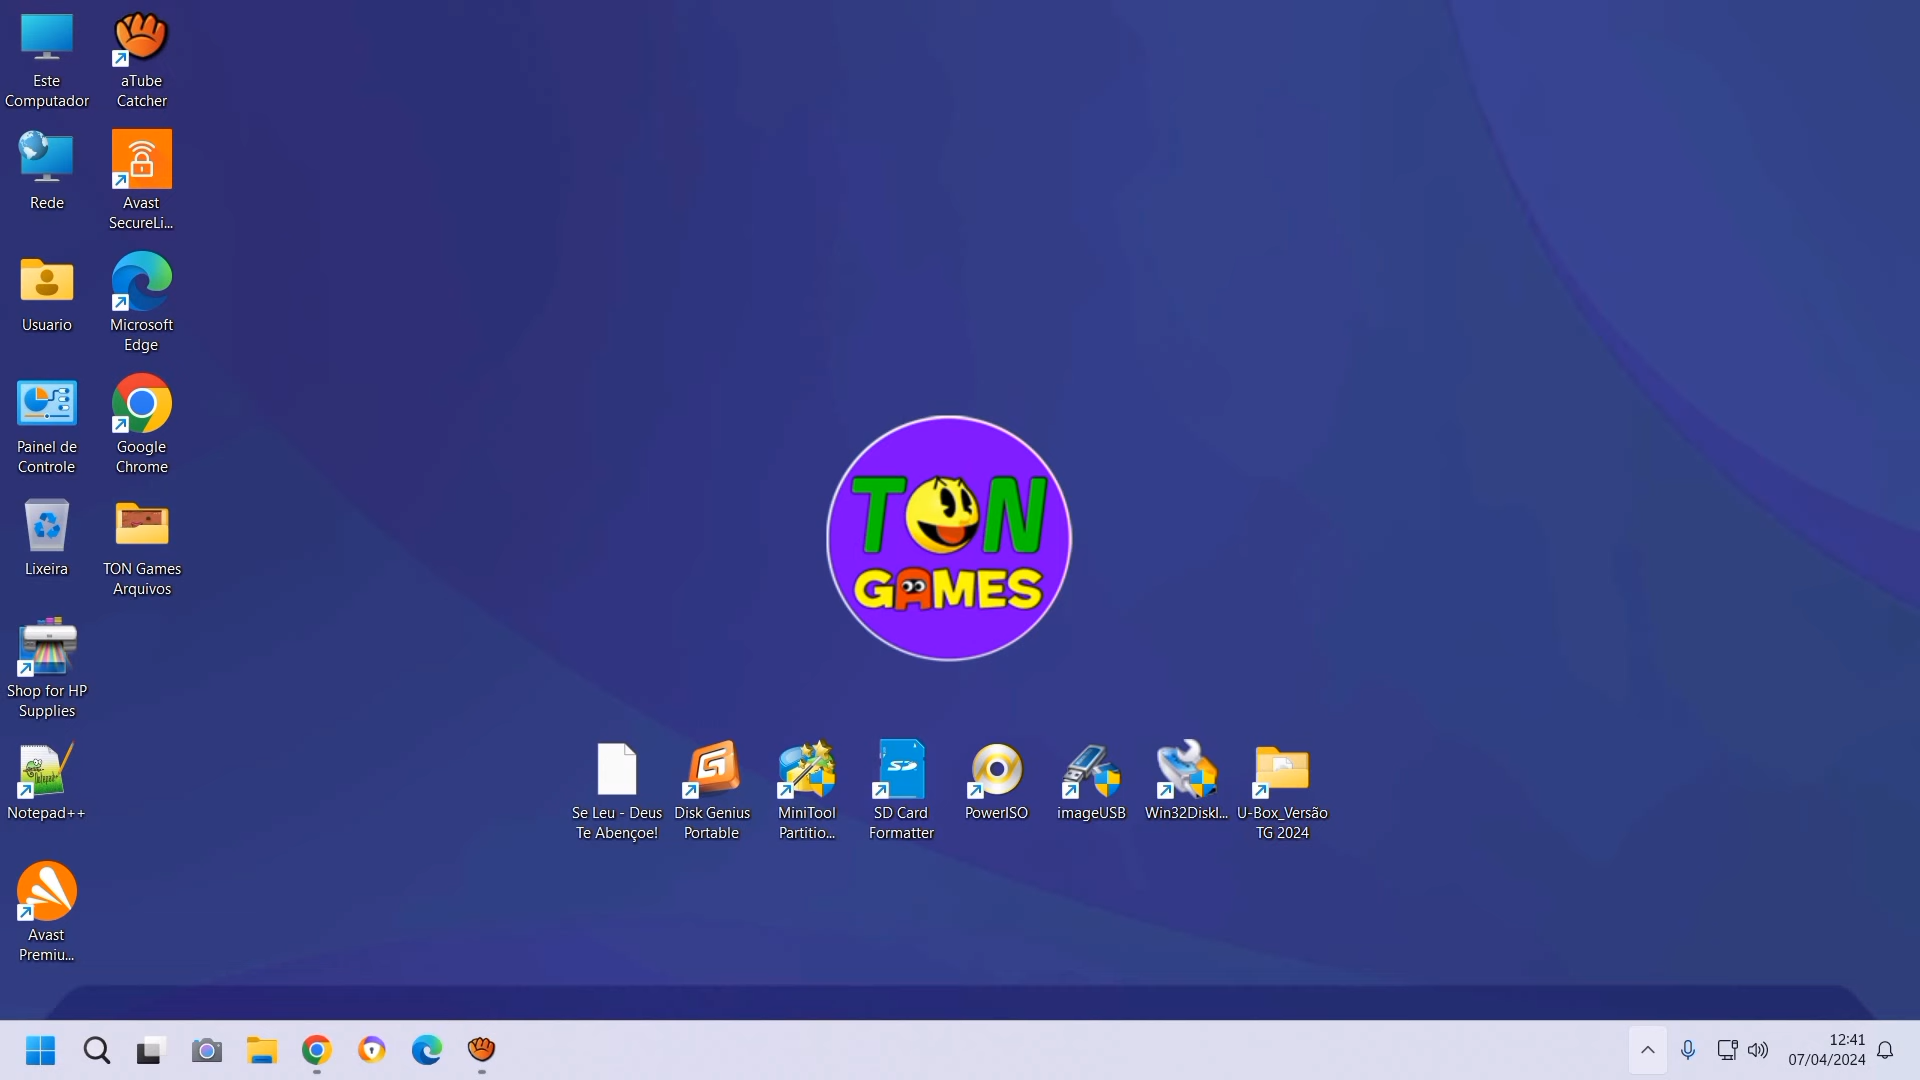 Este
Computador
aTube
Catcher
Rede
Avast
SecureLi...
Usuario
Microsoft
Edge
Painel de
Controle
Google
Chrome
Lixeira
TON Games
Arquivos
Shop for HP
Supplies
Notepad++
Avast
Premiu...
TON
GAMES
Se Leu - Deus
Te Abençoe!
Disk Genius
Portable
MiniTool
Partitio...
SD
SD Card
Formatter
PowerISO
imageUSB
Win32DiskI...
U-Box_Versão
TG 2024
12:41
07/04/2024